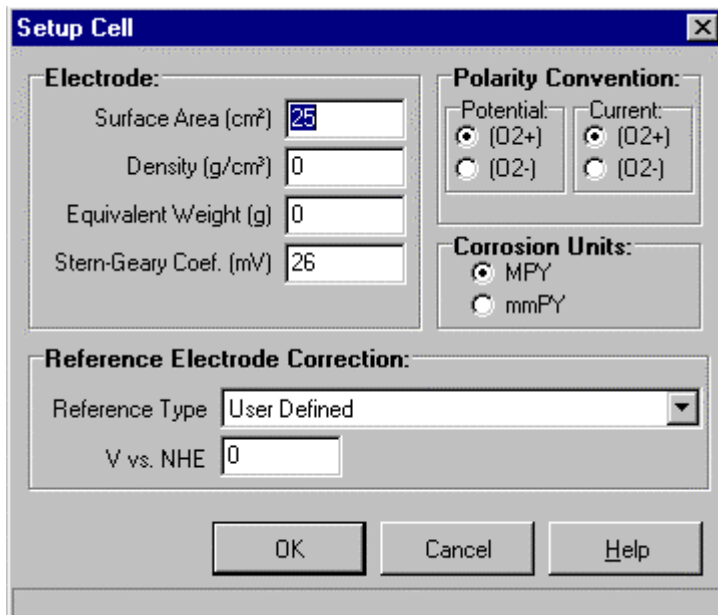 Setup Cell
Electrode:
Surface Area (cm²) 25
Density (g/cm³) 0
Equivalent Weight (g) 0
Stern-Geary Coef. (mV) 26
Polarity Convention:
Potential: Current:
(O2+) (O2+)
(O2-) (O2-)
Corrosion Units:
MPY
mmPY
Reference Electrode Correction:
Reference Type User Defined
V vs. NHE 0
OK Cancel Help